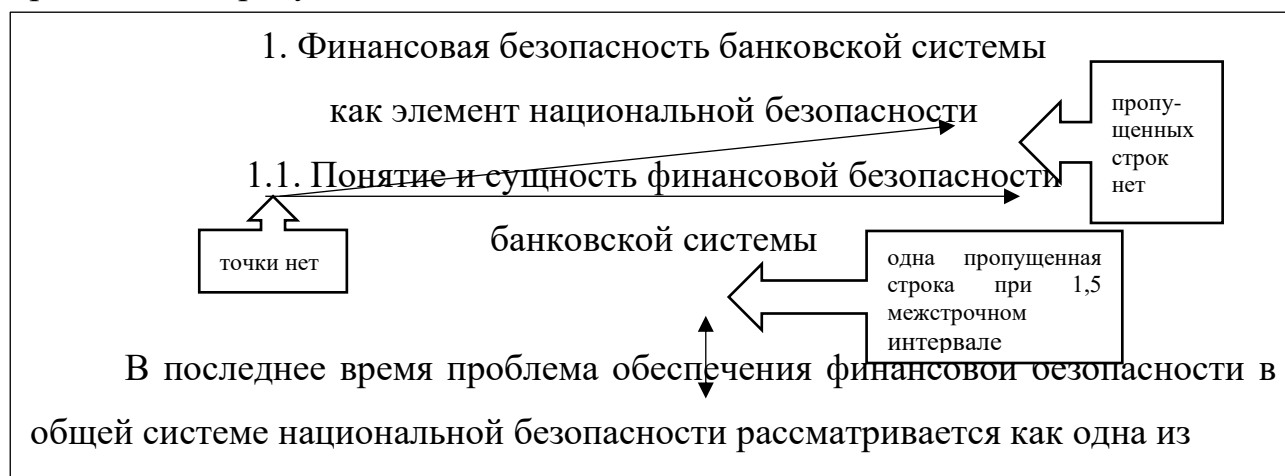 1. Финансовая безопасность банковской системы
как элемент национальной безопасности
пропу-
щенных
строк
нет
1.1. Понятие и сущность финансовой безопасности
банковской системы
точки нет
одна пропущенная
строка при 1,5
межстрочном
интервале
В последнее время проблема обеспечения финансовой безопасности в
общей системе национальной безопасности рассматривается как одна из